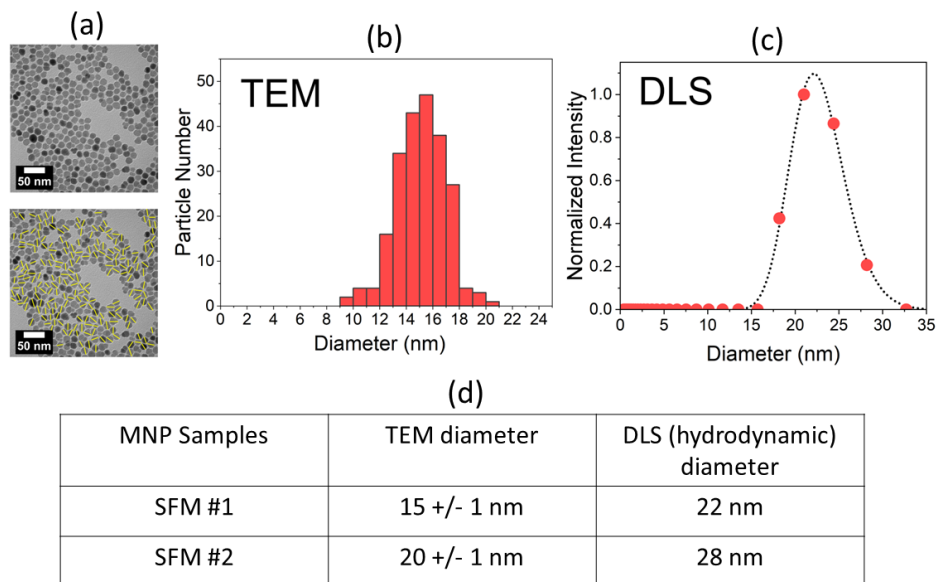 (a)
50 nm
50 nm
(b)
TEM
Particle Number
50
40
30
20
10
0
0 2 4 6 8 10 12 14 16 18 20 22 24
Diameter (nm)
(c)
DLS
Normalized Intensity
1.0
0.8
0.6
0.4
0.2
0.0
0 5 10 15 20 25 30 35
Diameter (nm)
(d)
MNP Samples TEM diameter DLS (hydrodynamic)
diameter
SFM #1 15 +/- 1 nm 22 nm
SFM #2 20 +/- 1 nm 28 nm